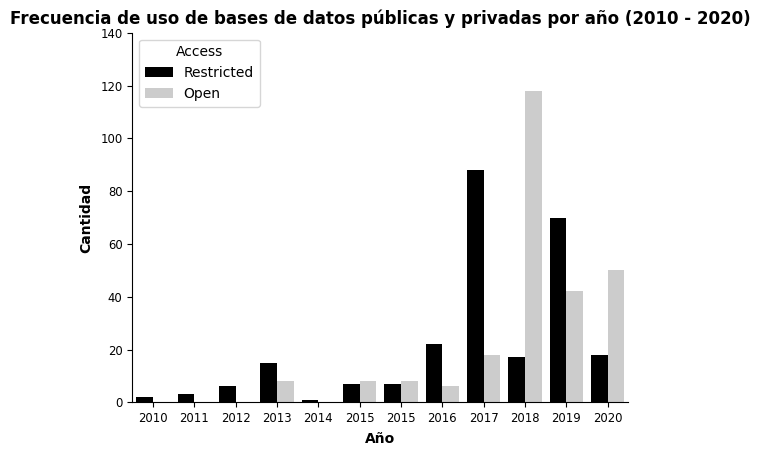 Frecuencia de uso de bases de datos públicas y privadas por año (2010 - 2020)
140
120
100
80
60
40
20
0
Cantidad
Access
Restricted
Open
2010 2011 2012 2013 2014 2015 2015 2016 2017 2018 2019 2020
Año